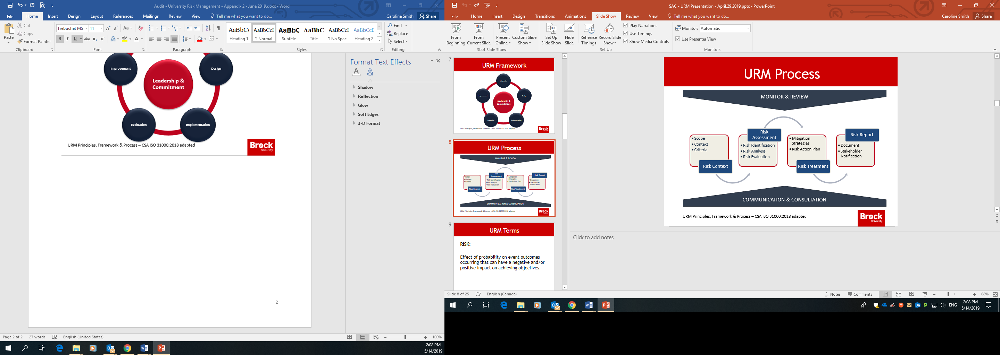 Audit - University Risk Management - Appendix 2 - June 2019.docx - Word
File Home Insert Design Layout References Mailings Review View Tell me what you want to do... Caroline Smith Share
Paste
Cut
Copy
Format Painter
Clipboard
Trebuchet MS 11
Font
Paragraph
AaBbC AaBbCcI AaBbC AaBbC AaBbCcI AaBbCcD
Heading 1 ¶ Normal Subtitle Title ¶ No Spac... Heading 2
Styles
Find
Replace
Select
Editing
Improvement
Design
Leadership &
Commitment
Evaluation
Implementation
URM Principles, Framework & Process – CSA ISO 31000:2018 adapted
Brock
University
2
Format Text Effects
Shadow
Reflection
Glow
Soft Edges
3-D Format
Page 2 of 2 27 words English (United States) 100%
2:08 PM
5/14/2019
SAC - URM Presentation - April.29.2019.pptx - PowerPoint
File Home Insert Design Transitions Animations Slide Show Review View Tell me what you want to do... Caroline Smith Share
From
Beginning
From
Current Slide
Present
Online
Custom Slide
Show
Start Slide Show
Set Up
Slide Show
Hide
Slide
Rehearse
Timings
Record Slide
Show
Play Narrations
Use Timings
Show Media Controls
Set Up
Monitor: Automatic
Use Presenter View
Monitors
7
URM Framework
Integration
Improvement
Design
Leadership &
Commitment
Evaluation
Implementation
URM Principles, Framework & Process – CSA ISO 31000:2018 adapted
Brock
University
8
URM Process
MONITOR & REVIEW
• Scope
• Context
• Criteria
Risk Context
Risk
Assessment
• Risk Identification
• Risk Analysis
• Risk Evaluation
• Mitigation
Strategies
• Risk Action Plan
Risk Treatment
Risk Report
• Document
• Stakeholder
Notification
COMMUNICATION & CONSULTATION
URM Principles, Framework & Process – CSA ISO 31000:2018 adapted
Brock
University
9
URM Terms
RISK:
Effect of probability on event outcomes
occurring that can have a negative and/or
positive impact on achieving objectives.
URM Process
MONITOR & REVIEW
• Scope
• Context
• Criteria
Risk Context
Risk
Assessment
• Risk Identification
• Risk Analysis
• Risk Evaluation
• Mitigation
Strategies
• Risk Action Plan
Risk Treatment
Risk Report
• Document
• Stakeholder
Notification
COMMUNICATION & CONSULTATION
URM Principles, Framework & Process – CSA ISO 31000:2018 adapted
Brock
University
Click to add notes
Slide 8 of 25 English (Canada) Notes Comments 68%
ENG
2:08 PM
5/14/2019